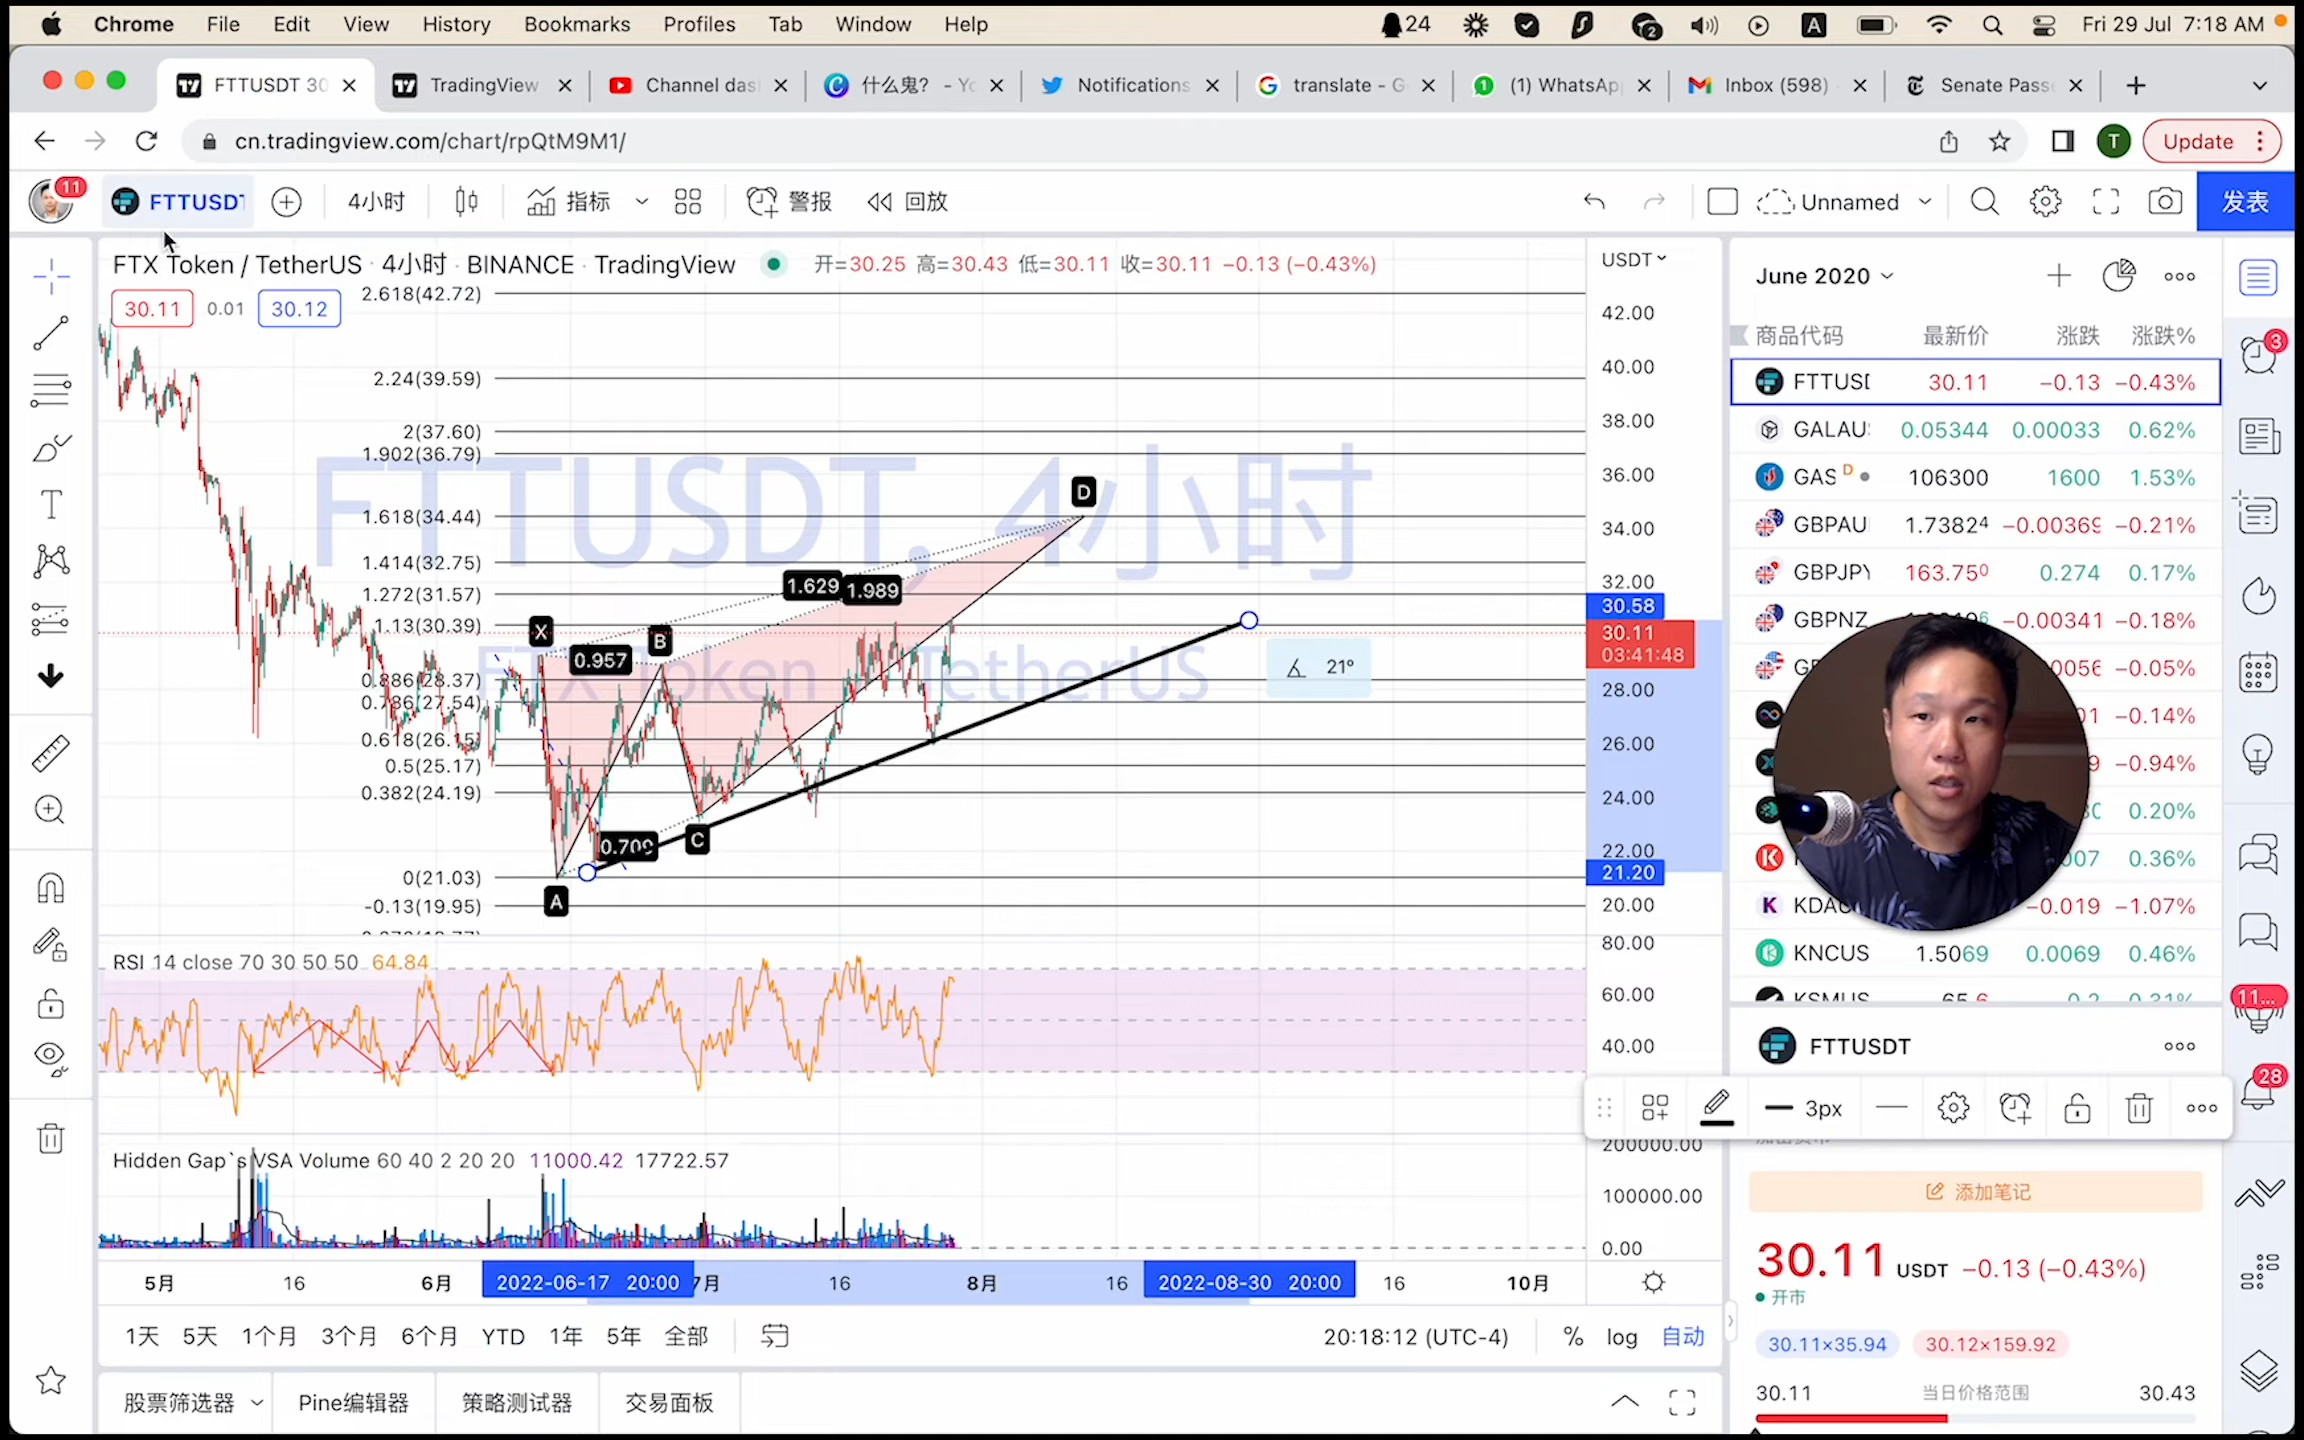 Chrome File Edit View History Bookmarks Profiles Tab Window Help 24 2 A Fri 29 Jul 7:18 AM
FTTUSDT 30 TradingView Channel das 什么鬼? - Yo Notifications translate - G (1) WhatsAp Inbox (598) Senate Passe
cn.tradingview.com/chart/rpQtM9M1/ T Update
11 FTTUSDT 4小时 指标 警报 回放 Unnamed 发表
FTX Token / TetherUS · 4小时 · BINANCE · TradingView 开=30.25 高=30.43 低=30.11 收=30.11 −0.13 (−0.43%)
30.11 0.01 30.12
FTTUSDT, 4小时
FTX Token TetherUS
2.618(42.72)
2.24(39.59)
2(37.60)
1.902(36.79)
1.618(34.44)
1.414(32.75)
1.272(31.57)
1.13(30.39)
0.886(28.37)
0.786(27.54)
0.618(26.15)
0.5(25.17)
0.382(24.19)
0(21.03)
-0.13(19.95)
X
B
D
A
C
0.957
1.629
1.989
0.709
21°
USDT
42.00
40.00
38.00
36.00
34.00
32.00
30.58
30.11
03:41:48
28.00
26.00
24.00
22.00
21.20
20.00
RSI 14 close 70 30 50 50 64.84
80.00
60.00
40.00
Hidden Gap`s VSA Volume 60 40 2 20 20 11000.42 17722.57
200000.00
100000.00
0.00
5月 16 6月 2022-06-17 20:00 7月 16 8月 16 2022-08-30 20:00 16 10月
1天 5天 1个月 3个月 6个月 YTD 1年 5年 全部 20:18:12 (UTC-4) % log 自动
股票筛选器 Pine编辑器 策略测试器 交易面板
June 2020
商品代码 最新价 涨跌 涨跌%
FTTUSD 30.11 −0.13 −0.43%
GALAU 0.05344 0.00033 0.62%
GAS D 106300 1600 1.53%
GBPAU 1.73824 −0.00369 −0.21%
GBPJPY 163.750 0.274 0.17%
GBPNZ −0.00341 −0.18%
−0.05%
−0.14%
−0.94%
0.20%
0.36%
KDA −0.019 −1.07%
KNCUS 1.5069 0.0069 0.46%
KSMUS 65.6 0.2 0.31%
3
11...
28
FTTUSDT
3px
添加笔记
30.11 USDT −0.13 (−0.43%)
开市
30.11×35.94 30.12×159.92
30.11 当日价格范围 30.43